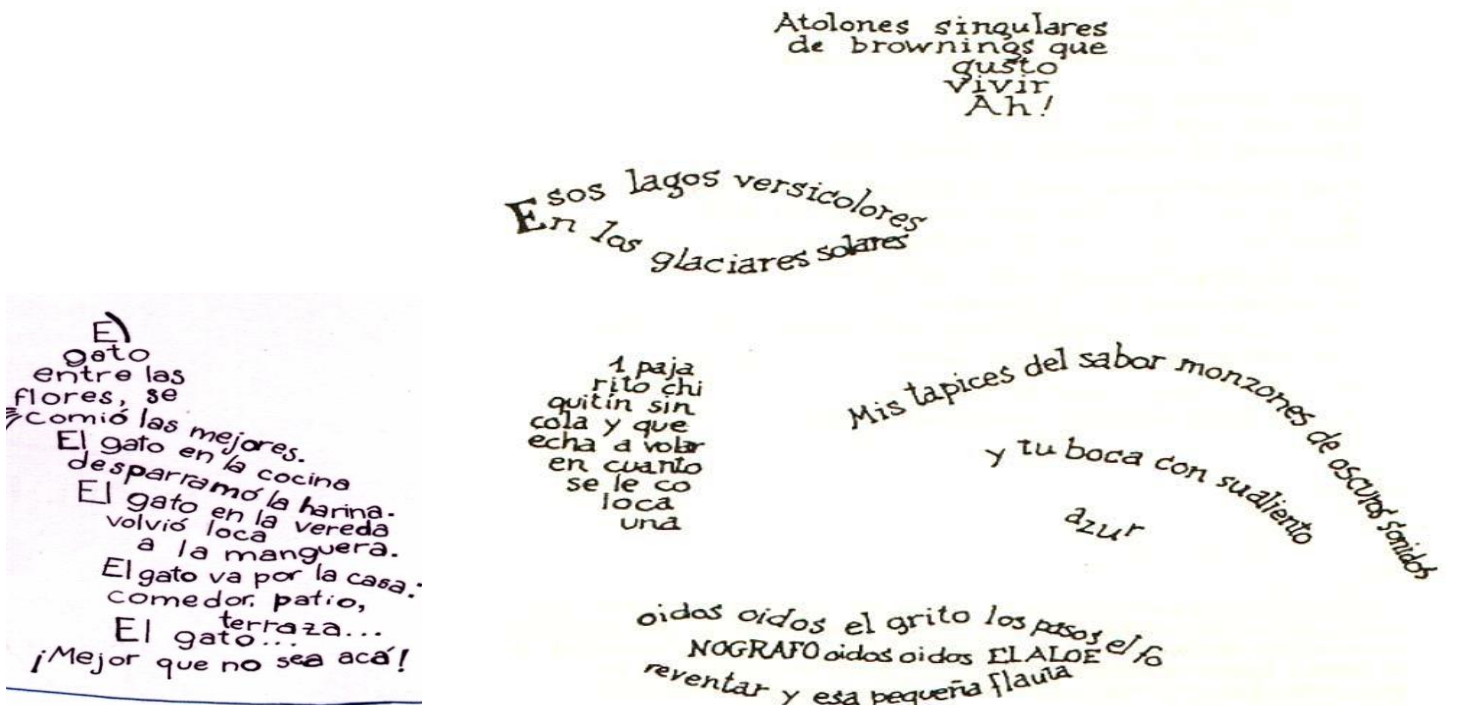 El
gato
entre las
flores, se
comió las mejores.
El gato en la cocina
desparramó la harina.
El gato en la vereda
volvió loca
a la manguera.
El gato va por la casa:
comedor, patio,
terraza...
El gato...
¡Mejor que no sea acá!
Atolones singulares
de brownings que
gusto
vivir
Ah!
Esos lagos versicolores
En los glaciares solares
1 paja
rito chi
quitín sin
cola y que
echa a volar
en cuanto
se le co
loca
una
Mis tapices del sabor monzones de oscuros sonidos
y tu boca con sualiento
azur
oidos oidos el grito los pasos el fo
NOGRAFO oidos oidos EL ALOE
reventar y esa pequeña flauta